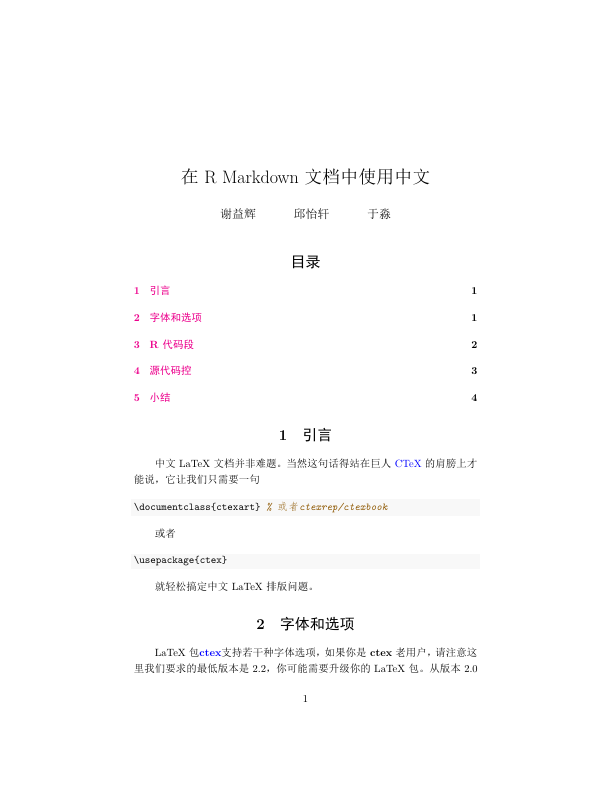 在 R Markdown 文档中使用中文
谢益辉 邱怡轩 于淼
目录
1 引言 1
2 字体和选项 1
3 R 代码段 2
4 源代码控 3
5 小结 4
1 引言
中文 LaTeX 文档并非难题。当然这句话得站在巨人 CTeX 的肩膀上才
能说，它让我们只需要一句
\documentclass{ctexart} % 或者ctexrep/ctexbook
或者
\usepackage{ctex}
就轻松搞定中文 LaTeX 排版问题。
2 字体和选项
LaTeX 包ctex支持若干种字体选项，如果你是 ctex 老用户，请注意这
里我们要求的最低版本是 2.2，你可能需要升级你的 LaTeX 包。从版本 2.0
1